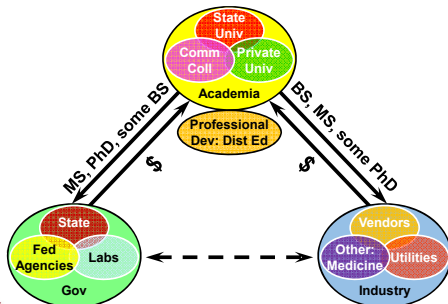 State
Univ
Comm
Coll
Private
Univ
Academia
Professional
Dev: Dist Ed
MS, PhD, some BS
$
BS, MS, some PhD
$
State
Fed
Agencies
Labs
Gov
Vendors
Other:
Medicine
Utilities
Industry